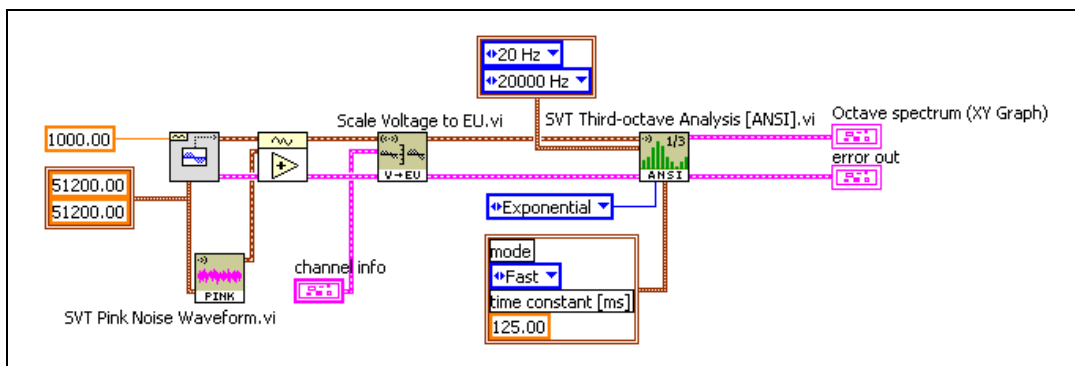 20 Hz
20000 Hz
Scale Voltage to EU.vi
SVT Third-octave Analysis [ANSI].vi
Octave spectrum (XY Graph)
1000.00
1/3
ANSI
V→EU
error out
51200.00
51200.00
Exponential
PINK
SVT Pink Noise Waveform.vi
channel info
mode
Fast
time constant [ms]
125.00